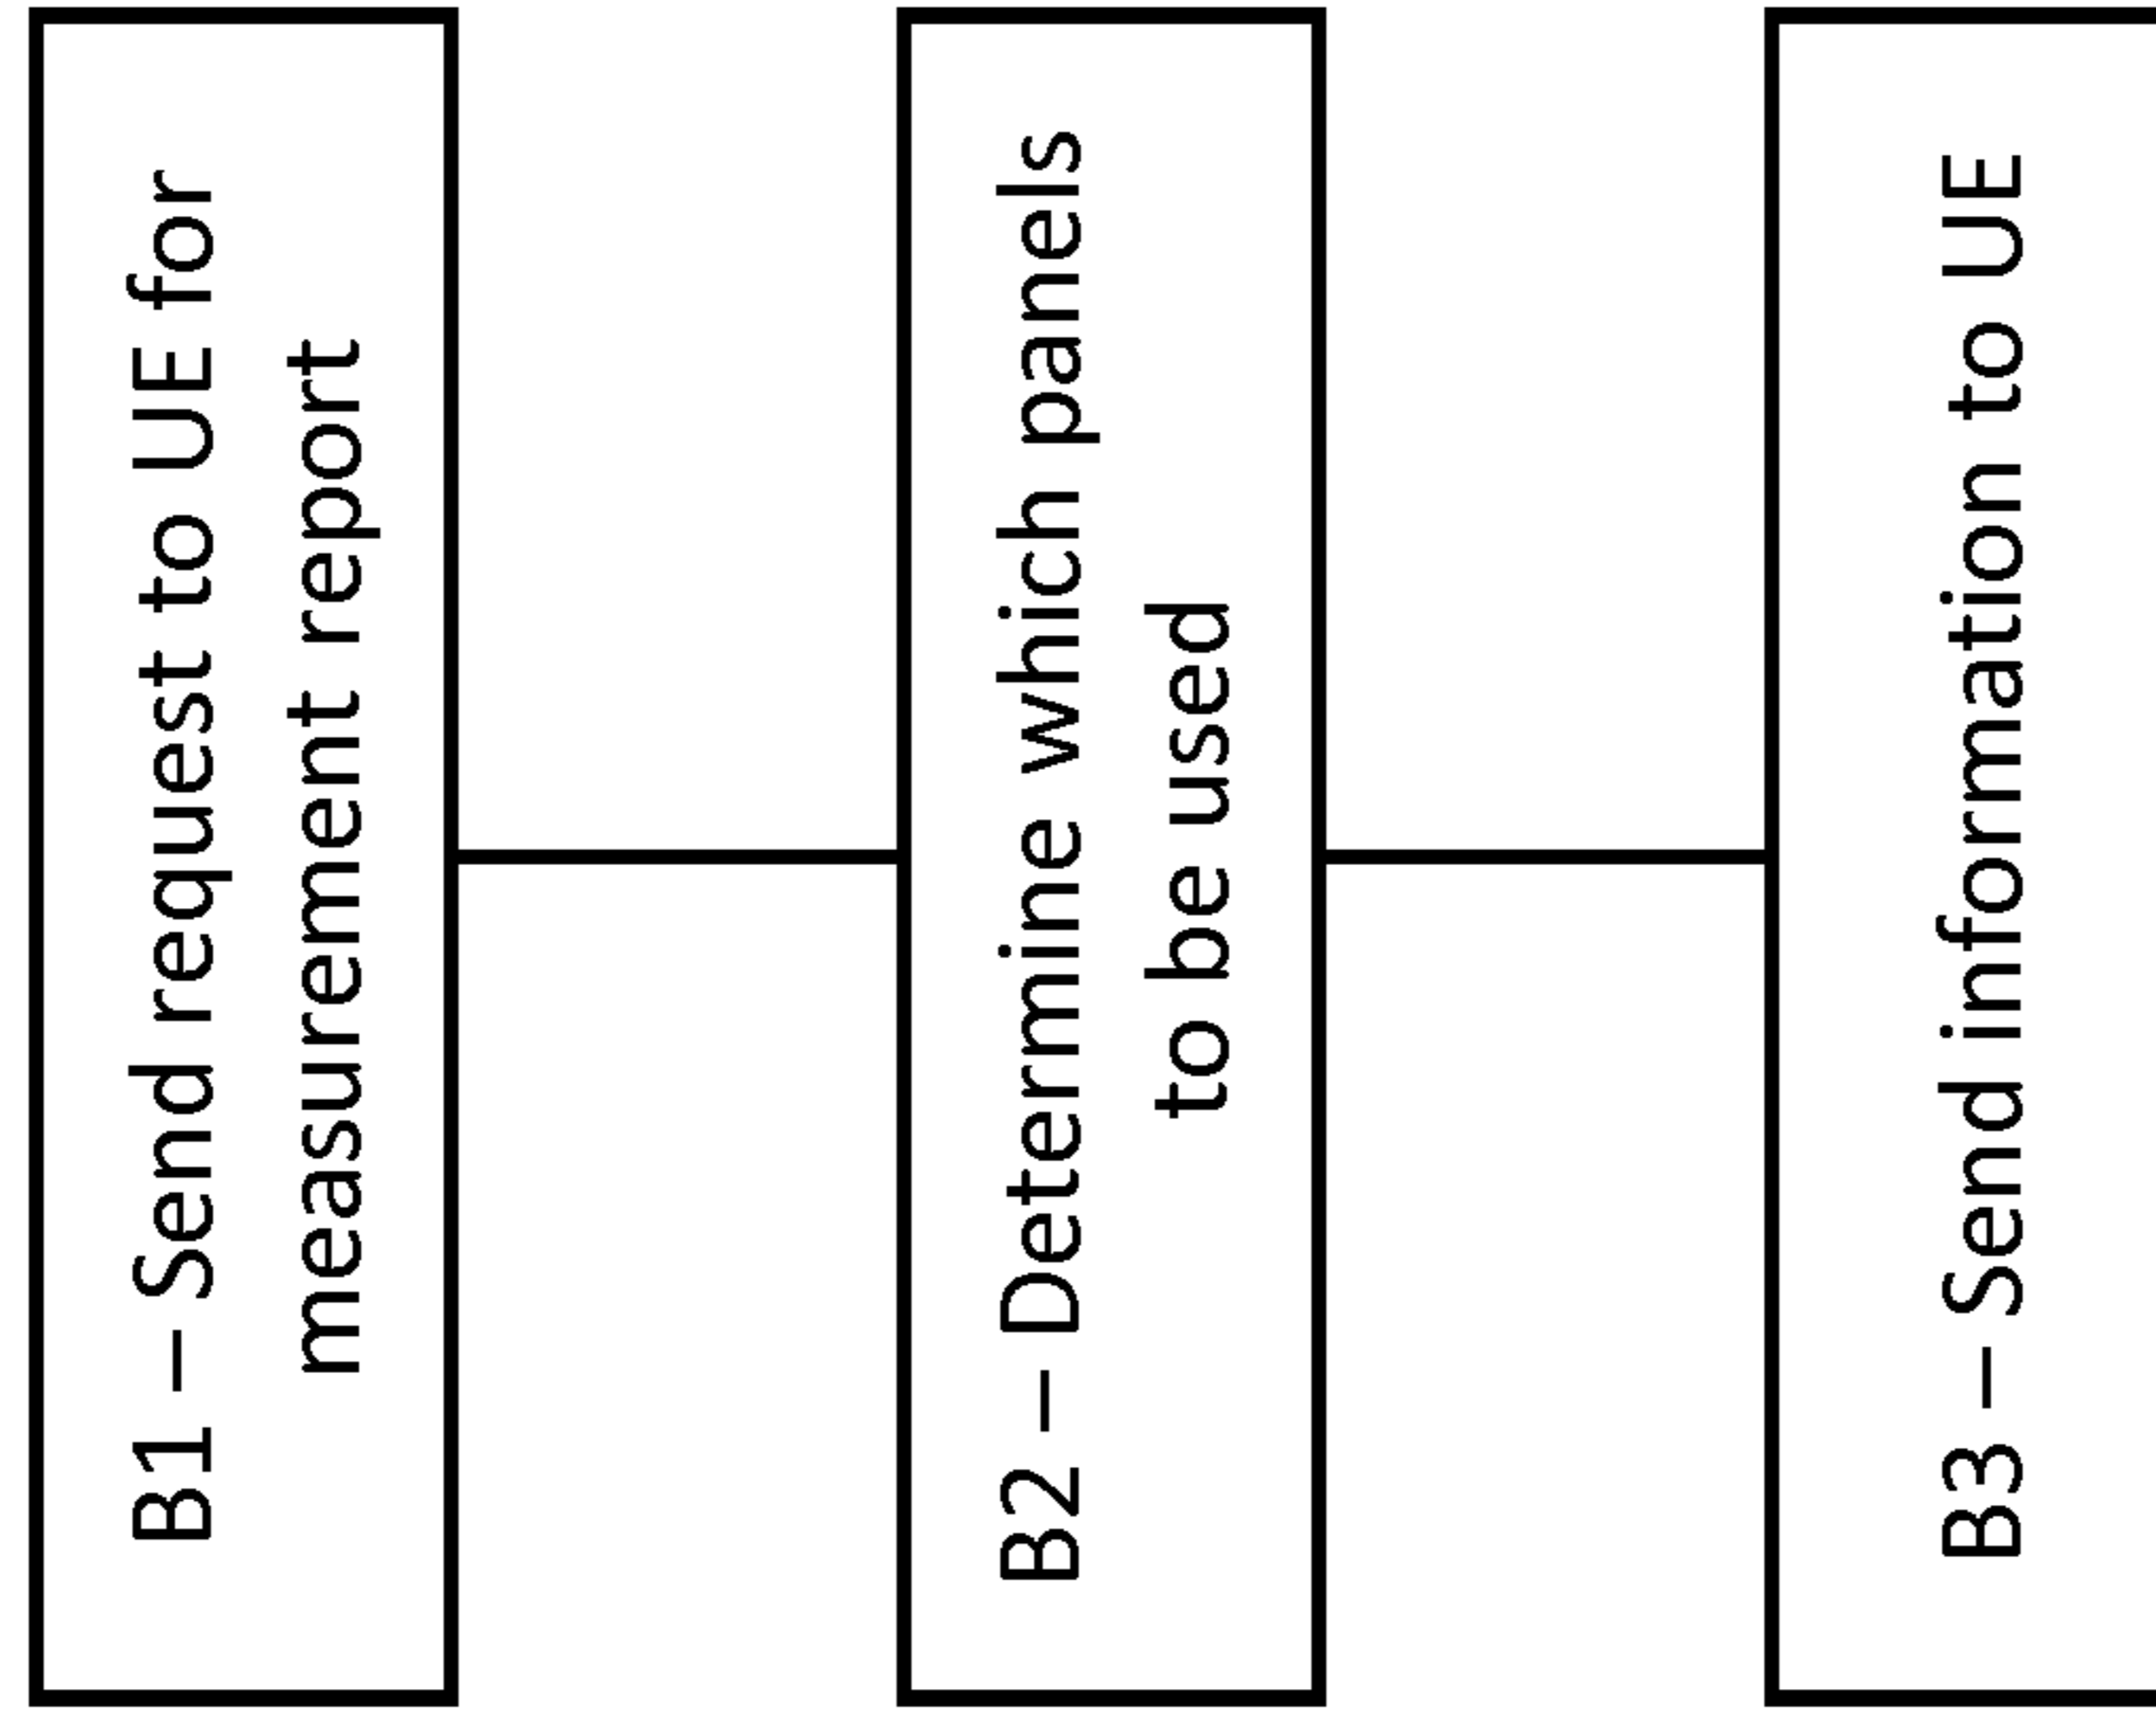 B1 – Send request to UE for
measurement report
B2 – Determine which panels
to be used
B3 – Send information to UE